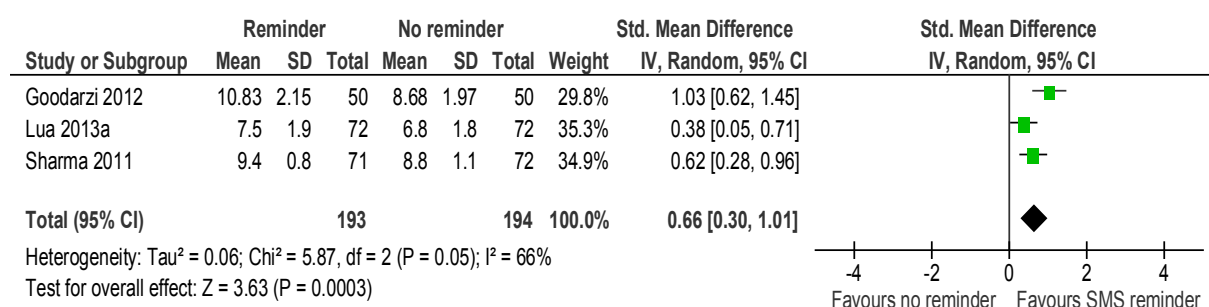 Reminder No reminder Std. Mean Difference Std. Mean Difference
Study or Subgroup Mean SD Total Mean SD Total Weight IV, Random, 95% CI IV, Random, 95% CI
Goodarzi 2012 10.83 2.15 50 8.68 1.97 50 29.8% 1.03 [0.62, 1.45]
Lua 2013a 7.5 1.9 72 6.8 1.8 72 35.3% 0.38 [0.05, 0.71]
Sharma 2011 9.4 0.8 71 8.8 1.1 72 34.9% 0.62 [0.28, 0.96]
Total (95% CI) 193 194 100.0% 0.66 [0.30, 1.01]
Heterogeneity: Tau² = 0.06; Chi² = 5.87, df = 2 (P = 0.05); I² = 66%
Test for overall effect: Z = 3.63 (P = 0.0003)
-4 -2 0 2 4
Favours no reminder Favours SMS reminder